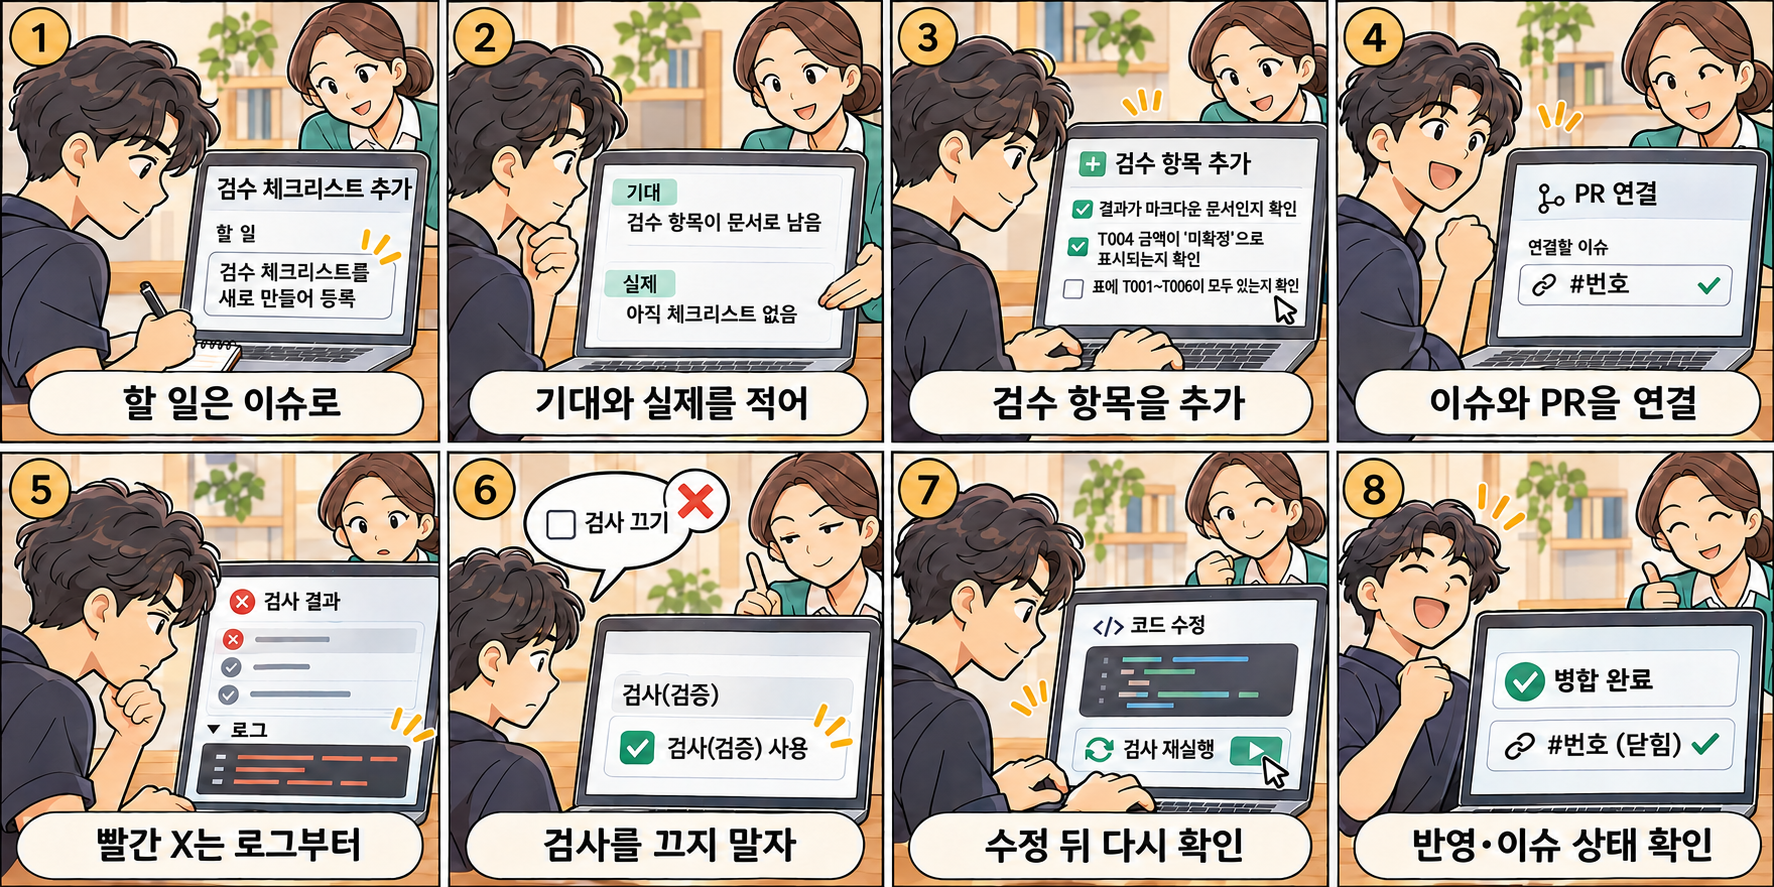 1
검수 체크리스트 추가
할 일
검수 체크리스트를
새로 만들어 등록
할 일은 이슈로
2
기대
검수 항목이 문서로 남음
실제
아직 체크리스트 없음
기대와 실제를 적어
3
검수 항목 추가
결과가 마크다운 문서인지 확인
T004 금액이 '미확정'으로
표시되는지 확인
표에 T001~T006이 모두 있는지 확인
검수 항목을 추가
4
PR 연결
연결할 이슈
#번호
이슈와 PR을 연결
5
검사 결과
▼ 로그
빨간 X는 로그부터
6
검사 끄기
검사(검증)
검사(검증) 사용
검사를 끄지 말자
7
</> 코드 수정
검사 재실행
수정 뒤 다시 확인
8
병합 완료
#번호 (닫힘)
반영·이슈 상태 확인